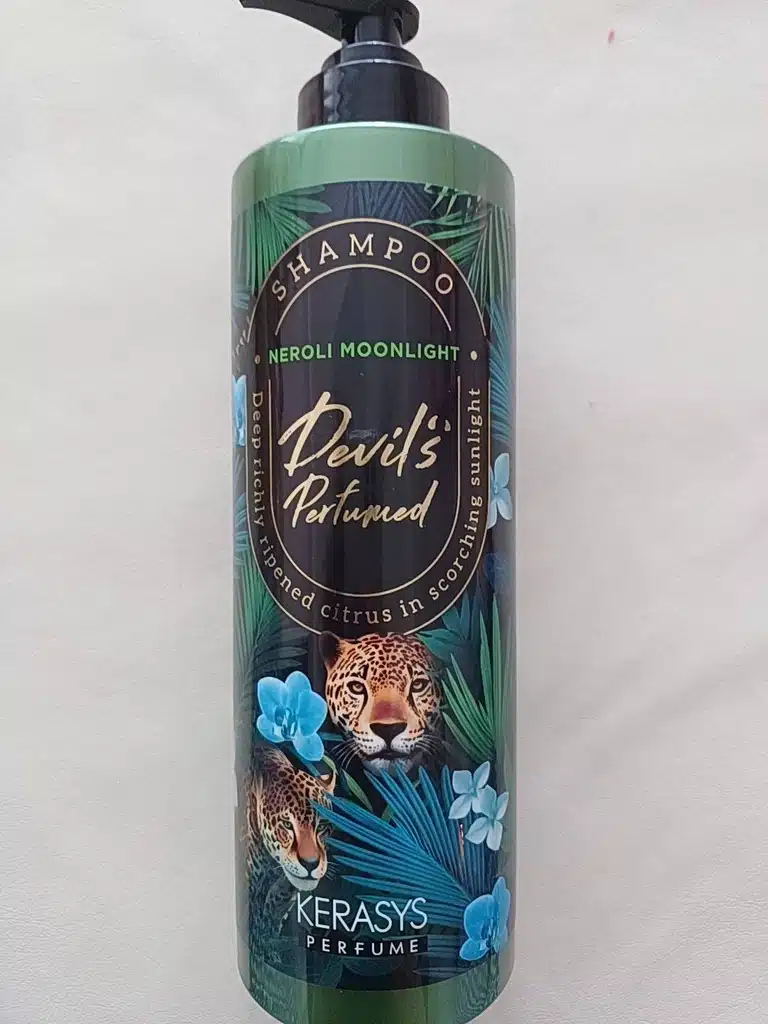 SHAMPOO
NEROLI MOONLIGHT
Devil's
Perfumed
Deep richly ripened citrus in scorching sunlight
KERASYS
PERFUME